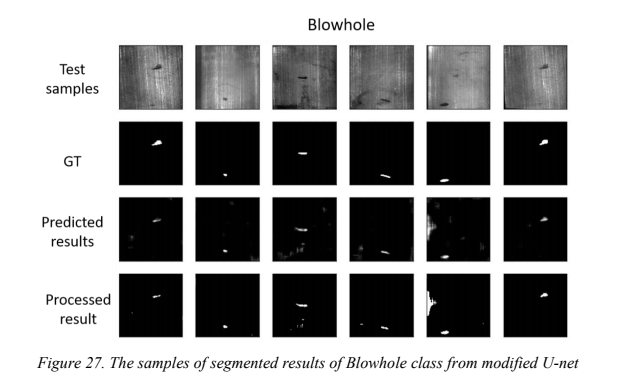 Blowhole
Test
samples
GT
Predicted
results
Processed
result
Figure 27. The samples of segmented results of Blowhole class from modified U-net